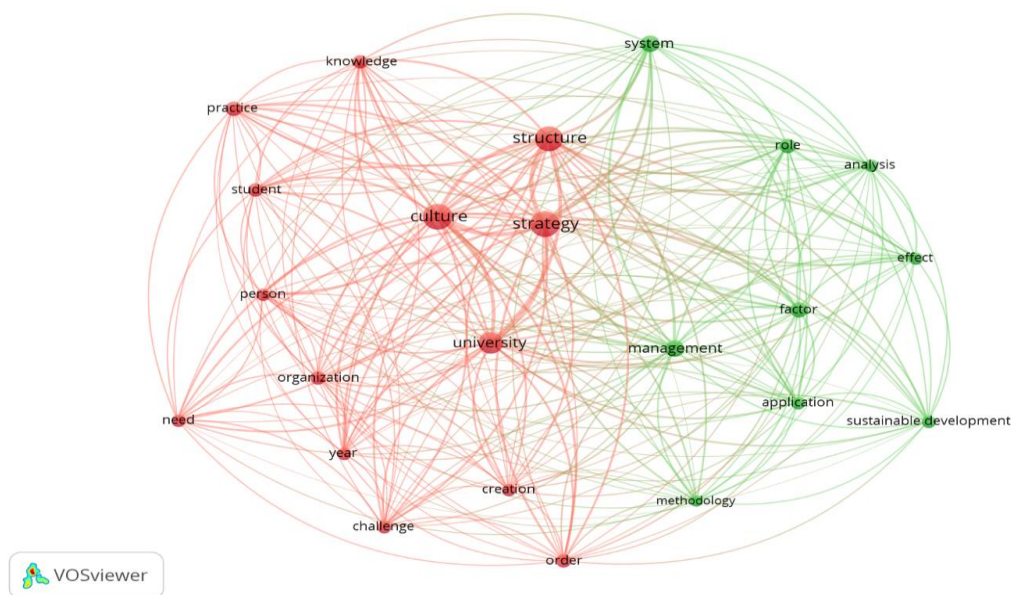 system
knowledge
practice
structure
role
analysis
student
culture
strategy
effect
person
factor
university
management
organization
application
need
sustainable development
year
creation
methodology
challenge
order
VOSviewer